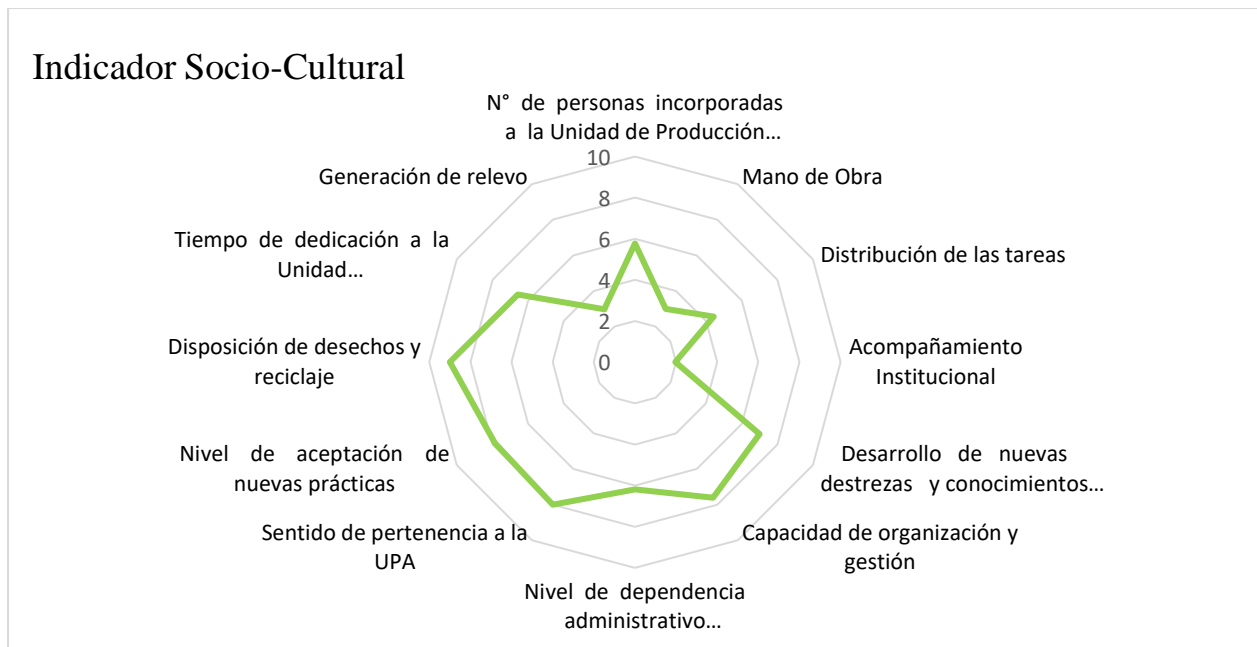 Indicador Socio-Cultural
N° de personas incorporadas
a la Unidad de Producción...
Mano de Obra
Distribución de las tareas
Acompañamiento
Institucional
Desarrollo de nuevas
destrezas y conocimientos...
Capacidad de organización y
gestión
Nivel de dependencia
administrativo...
Sentido de pertenencia a la
UPA
Nivel de aceptación de
nuevas prácticas
Disposición de desechos y
reciclaje
Tiempo de dedicación a la
Unidad...
Generación de relevo
10
8
6
4
2
0